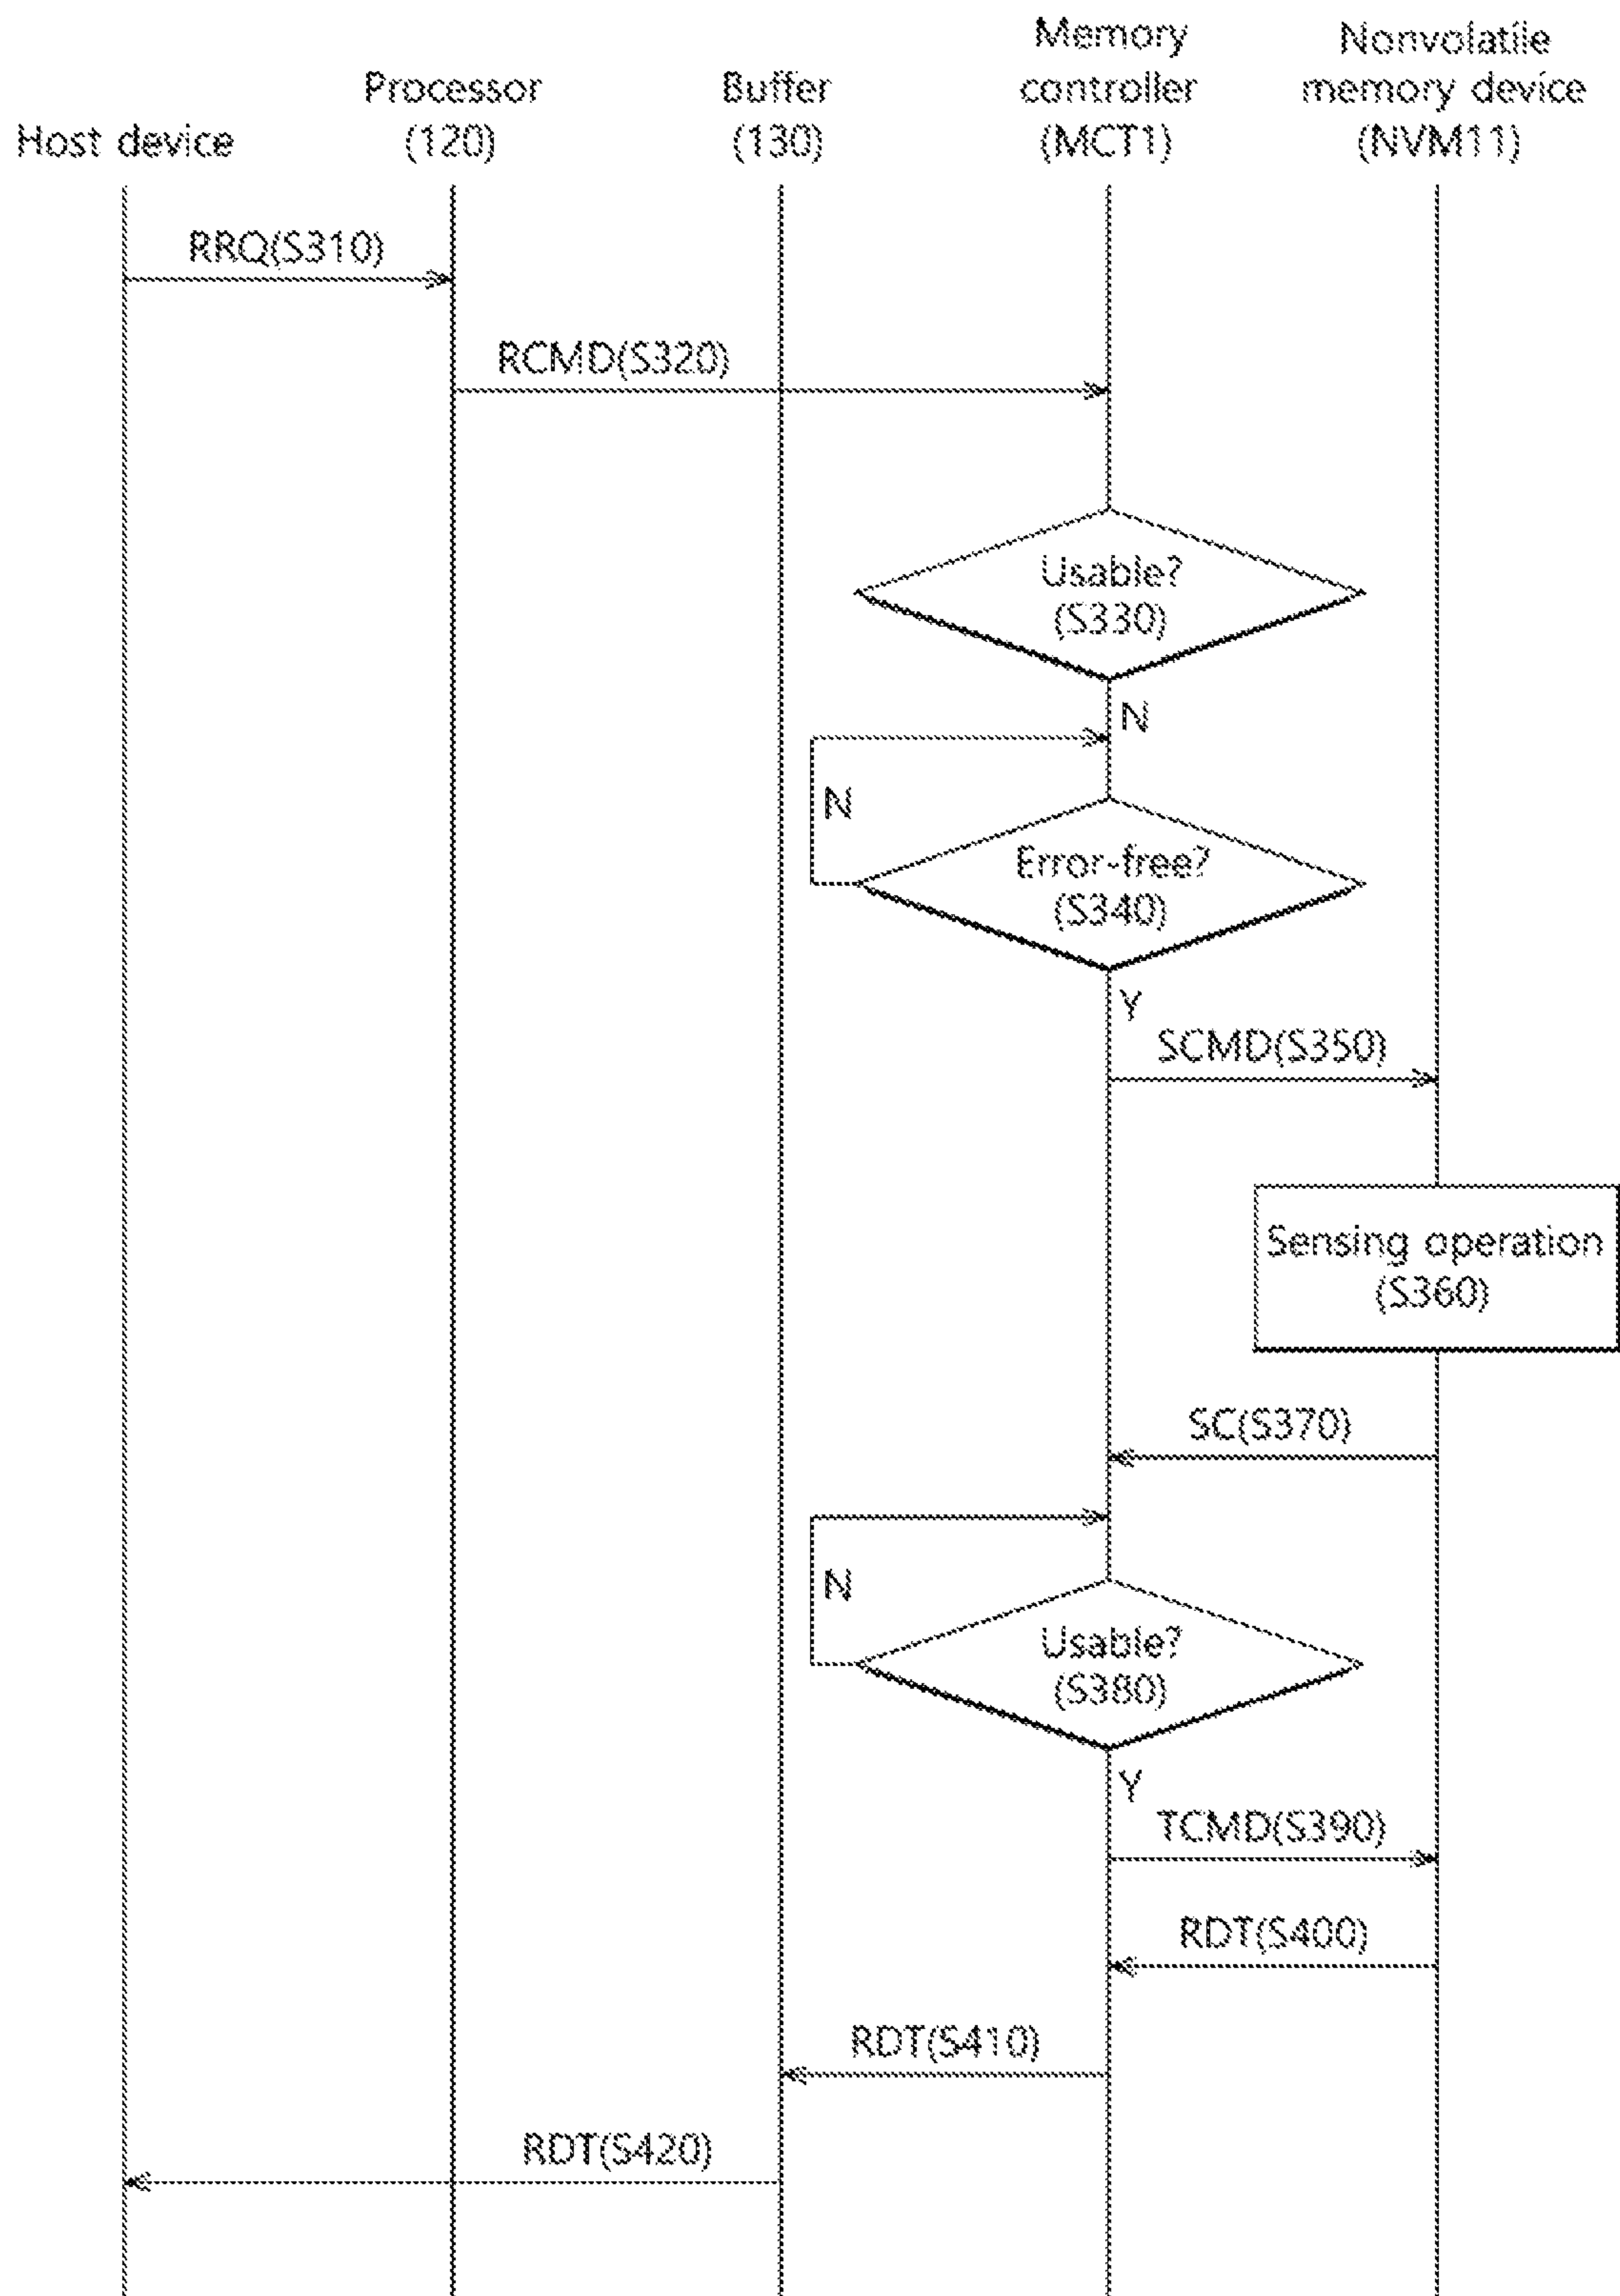 Host device
Processor
(120)
Buffer
(130)
Memory
controller
(MCT1)
Nonvolatile
memory device
(NVM11)
RRQ(S310)
RCMD(S320)
Usable?
(S330)
N
N
Error-free?
(S340)
Y
SCMD(S350)
Sensing operation
(S360)
SC(S370)
N
Usable?
(S380)
Y
TCMD(S390)
RDT(S400)
RDT(S410)
RDT(S420)